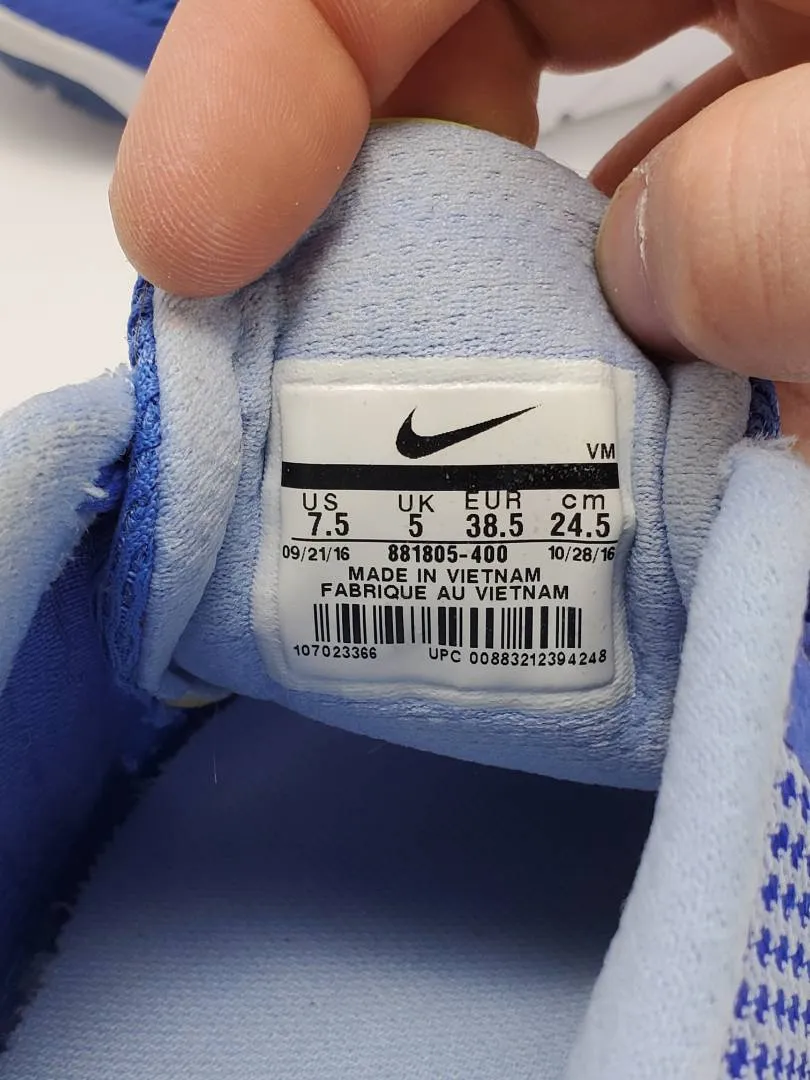 VM
US UK EUR cm
7.5 5 38.5 24.5
09/21/16 881805-400 10/28/16
MADE IN VIETNAM
FABRIQUE AU VIETNAM
107023366 UPC 00883212394248